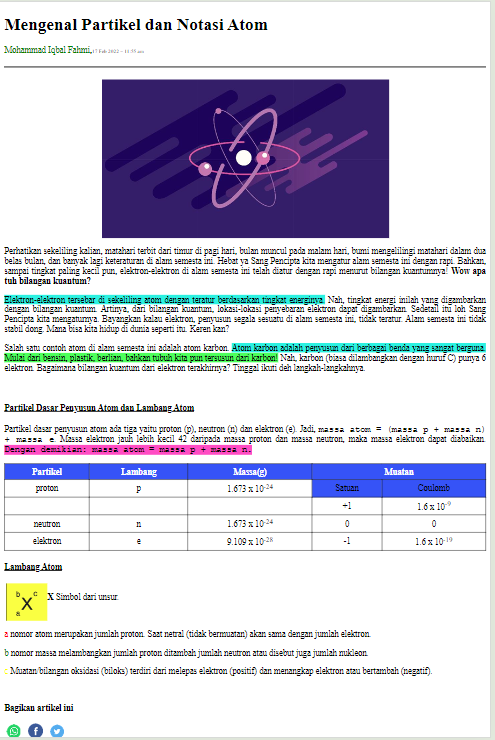 Mengenal Partikel dan Notasi Atom
Mohammad Iqbal Fahmi, 17 Feb 2022 - 11:55 am
Perhatikan sekeliling kalian, matahari terbit dari timur di pagi hari, bulan muncul pada malam hari, bumi mengelilingi matahari dalam dua
belas bulan, dan banyak lagi keteraturan di alam semesta ini. Hebat ya Sang Pencipta kita mengatur alam semesta ini dengan rapi. Bahkan,
sampai tingkat paling kecil pun, elektron-elektron di alam semesta ini telah diatur dengan rapi menurut bilangan kuantumnya! Wow apa
tuh bilangan kuantum?
Elektron-elektron tersebar di sekeliling atom dengan teratur berdasarkan tingkat energinya. Nah, tingkat energi inilah yang digambarkan
dengan bilangan kuantum. Artinya, dari bilangan kuantum, lokasi-lokasi penyebaran elektron dapat digambarkan. Sedetail itu loh Sang
Pencipta kita mengaturnya. Bayangkan kalau elektron, penyusun segala sesuatu di alam semesta ini, tidak teratur. Alam semesta ini tidak
stabil dong. Mana bisa kita hidup di dunia seperti itu. Keren kan?
Salah satu contoh atom di alam semesta ini adalah atom karbon. Atom karbon adalah penyusun dari berbagai benda yang sangat berguna.
Mulai dari bensin, plastik, berlian, bahkan tubuh kita pun tersusun dari karbon! Nah, karbon (biasa dilambangkan dengan huruf C) punya 6
elektron. Bagaimana bilangan kuantum dari elektron terakhirnya? Tinggal ikuti deh langkah-langkahnya.
Partikel Dasar Penyusun Atom dan Lambang Atom
Partikel dasar penyusun atom ada tiga yaitu proton (p), neutron (n) dan elektron (e). Jadi, massa atom = (massa p + massa n)
+ massa e. Massa elektron jauh lebih kecil 42 daripada massa proton dan massa neutron, maka massa elektron dapat diabaikan.
Dengan demikian: massa atom = massa p + massa n.
Partikel Lambang Massa(g) Muatan
proton p 1.673 x 10-24 Satuan Coulomb
+1 1.6 x 10-9
neutron n 1.673 x 10-24 0 0
elektron e 9.109 x 10-28 -1 1.6 x 10-19
Lambang Atom
b X c
a
X Simbol dari unsur.
a nomor atom merupakan jumlah proton. Saat netral (tidak bermuatan) akan sama dengan jumlah elektron.
b nomor massa melambangkan jumlah proton ditambah jumlah neutron atau disebut juga jumlah nukleon.
Muatan/bilangan oksidasi (biloks) terdiri dari melepas elektron (positif) dan menangkap elektron atau bertambah (negatif).
Bagikan artikel ini